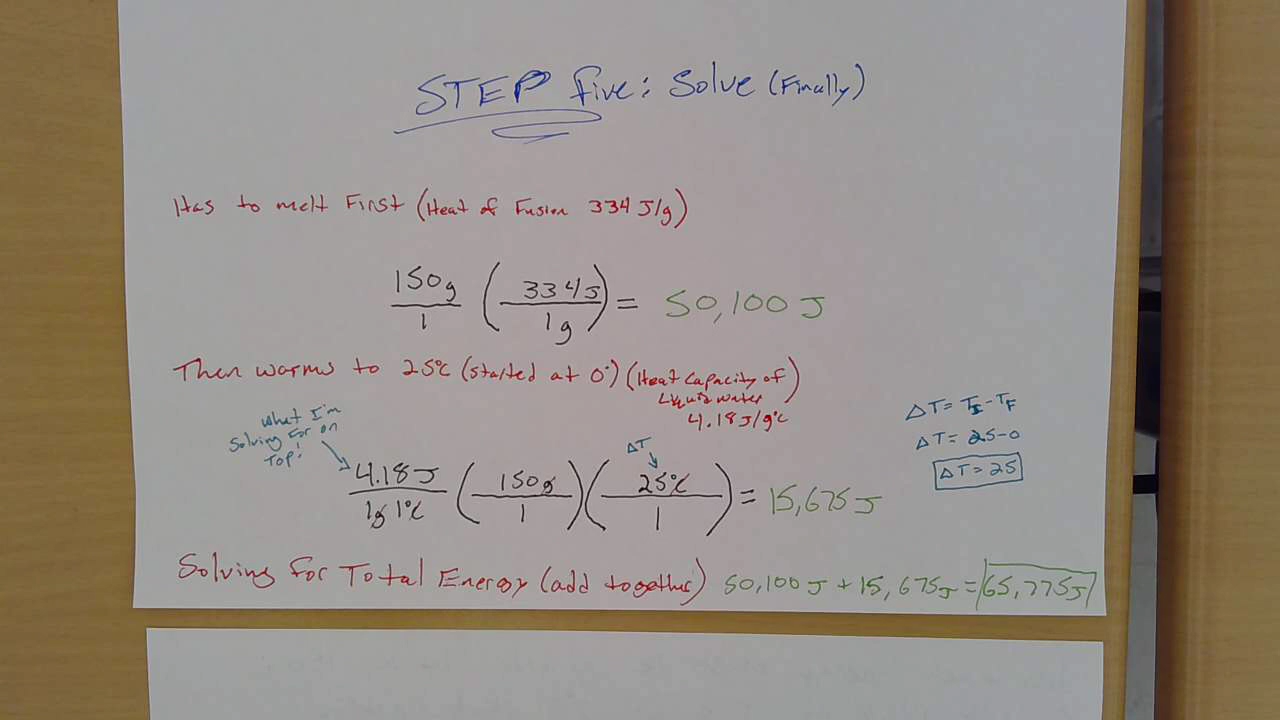 STEP five: Solve (Finally)
Has to melt First (Heat of Fusion 334 J/g)
150g/1 (334J/1g) = 50,100 J
Then warms to 25°C (started at 0°) (Heat Capacity of Liquid water 4.18 J/g°C)
What I'm
Solving For on
TOP!
ΔT
4.18 J/1g 1°C (150g/1)(25°C/1) = 15,675 J
ΔT = TI - TF
ΔT = 25-0
ΔT = 25
Solving for Total Energy (add together) 50,100 J + 15,675J = 65,775J